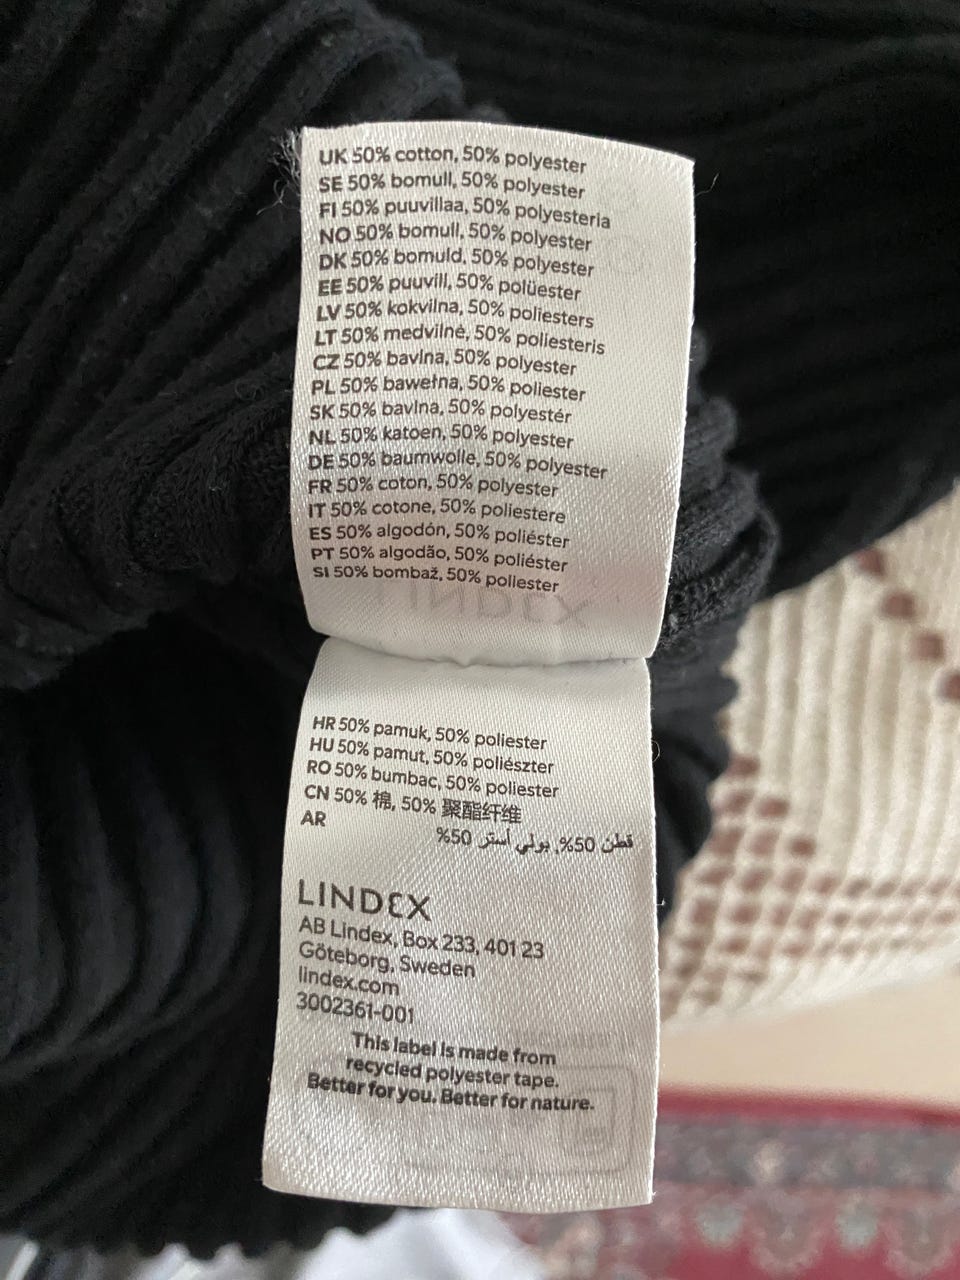 UK 50% cotton, 50% polyester
SE 50% bomull, 50% polyester
FI 50% puuvillaa, 50% polyesteria
NO 50% bomull, 50% polyester
DK 50% bomuld, 50% polyester
EE 50% puuvill, 50% polüester
LV 50% kokvilna, 50% poliesters
LT 50% medvilnė, 50% poliesteris
CZ 50% bavlna, 50% polyester
PL 50% bawełna, 50% poliester
SK 50% bavlna, 50% polyestér
NL 50% katoen, 50% polyester
DE 50% baumwolle, 50% polyester
FR 50% coton, 50% polyester
IT 50% cotone, 50% poliestere
ES 50% algodón, 50% poliéster
PT 50% algodão, 50% poliéster
SI 50% bombaž, 50% poliester
HR 50% pamuk, 50% poliester
HU 50% pamut, 50% poliészter
RO 50% bumbac, 50% poliester
CN 50% 棉, 50% 聚酯纤维
AR قطن 50%, بولي أستر 50%
LINDEX
AB Lindex, Box 233, 401 23
Göteborg, Sweden
lindex.com
3002361-001
This label is made from
recycled polyester tape.
Better for you. Better for nature.